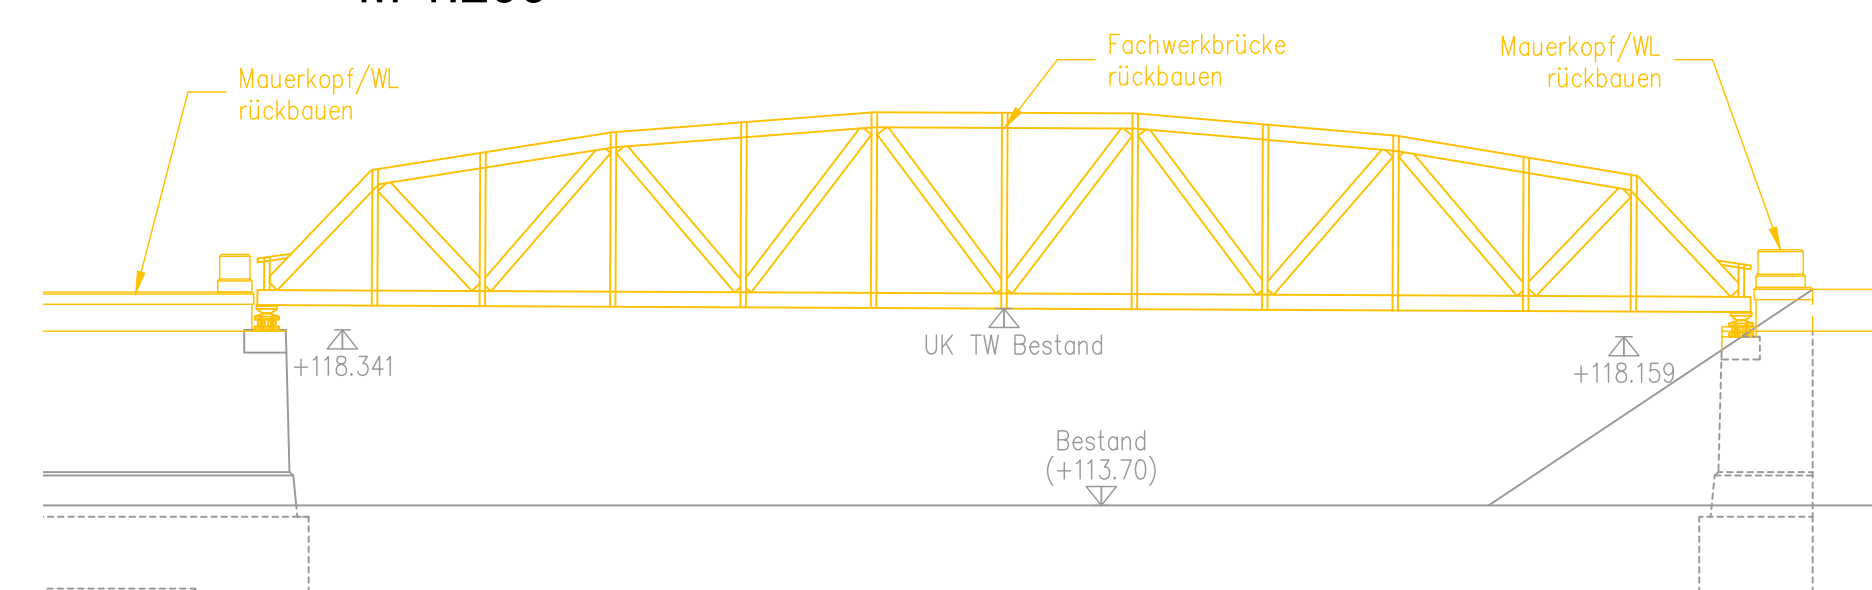 Fachwerkbrücke
rückbauen
Mauerkopf/WL
rückbauen
Mauerkopf/WL
rückbauen
UK TW Bestand
+118.341
+118.159
Bestand
(+113.70)